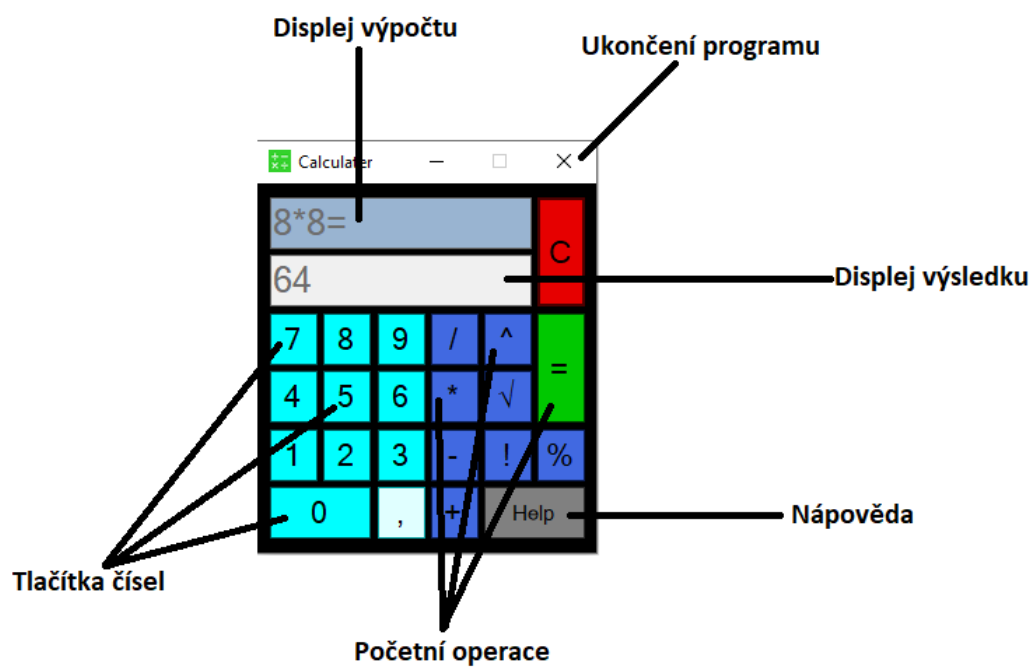 Displej výpočtu
Ukončení programu
Calculater
8*8=
C
64
Displej výsledku
7 8 9 / ^
=
4 5 6 * √
1 2 3 - ! %
0 , + Help
Nápověda
Tlačítka čísel
Početní operace